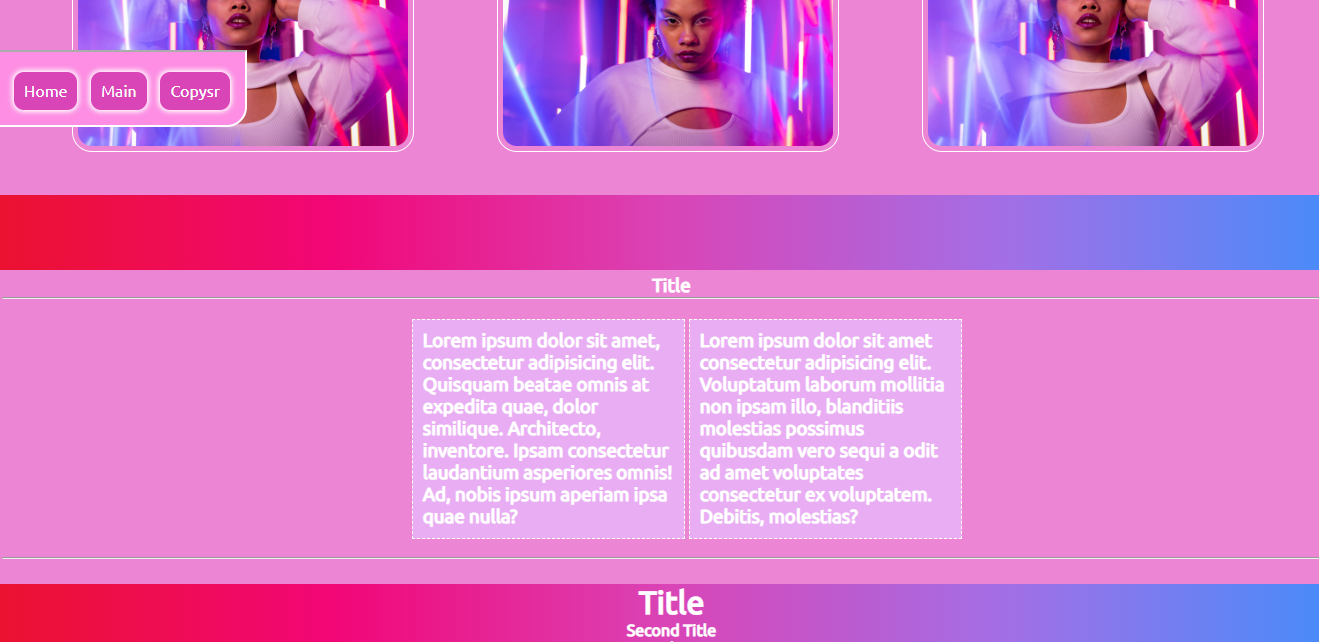 Home Main Copysr
Title
Lorem ipsum dolor sit amet,
consectetur adipisicing elit.
Quisquam beatae omnis at
expedita quae, dolor
similique. Architecto,
inventore. Ipsam consectetur
laudantium asperiores omnis!
Ad, nobis ipsum aperiam ipsa
quae nulla?
Lorem ipsum dolor sit amet
consectetur adipisicing elit.
Voluptatum laborum mollitia
non ipsam illo, blanditiis
molestias possimus
quibusdam vero sequi a odit
ad amet voluptates
consectetur ex voluptatem.
Debitis, molestias?
Title
Second Title